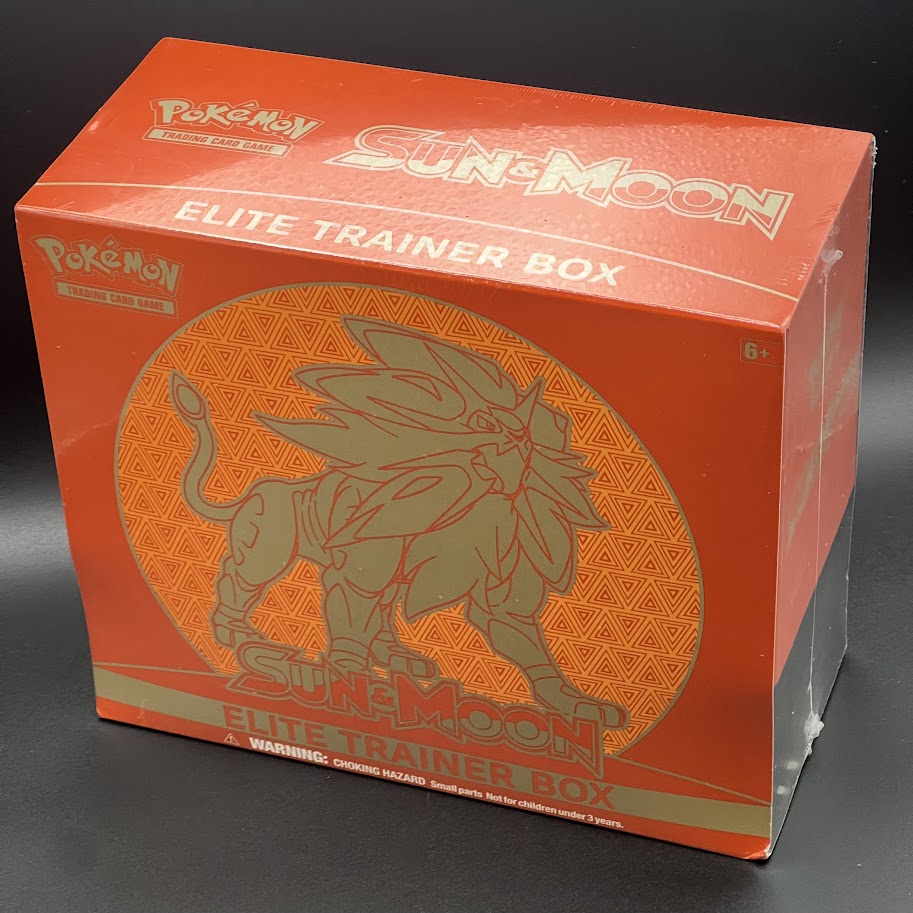 Pokémon
TRADING CARD GAME
SUN & MOON
ELITE TRAINER BOX
Pokémon
TRADING CARD GAME
6+
SUN & MOON
ELITE TRAINER BOX
WARNING: CHOKING HAZARD Small parts Not for children under 3 years.